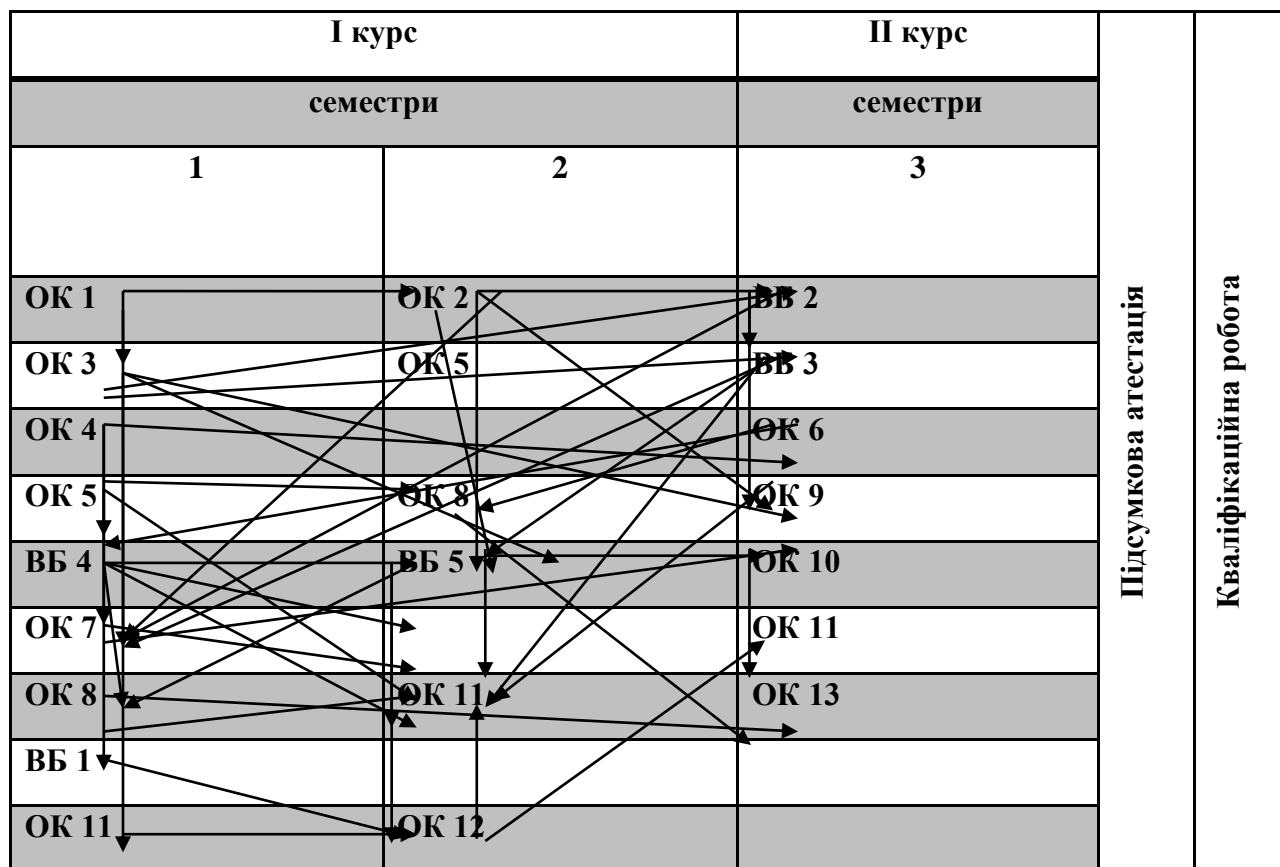 І курс ІІ курс
семестри семестри
1 2 3
ОК 1 ОК 2 ВБ 2
ОК 3 ОК 5 ВБ 3
ОК 4 ОК 6
ОК 5 ОК 8 ОК 9
ВБ 4 ВБ 5 ОК 10
ОК 7 ОК 11
ОК 8 ОК 11 ОК 13
ВБ 1
ОК 11 ОК 12
Підсумкова атестація
Кваліфікаційна робота